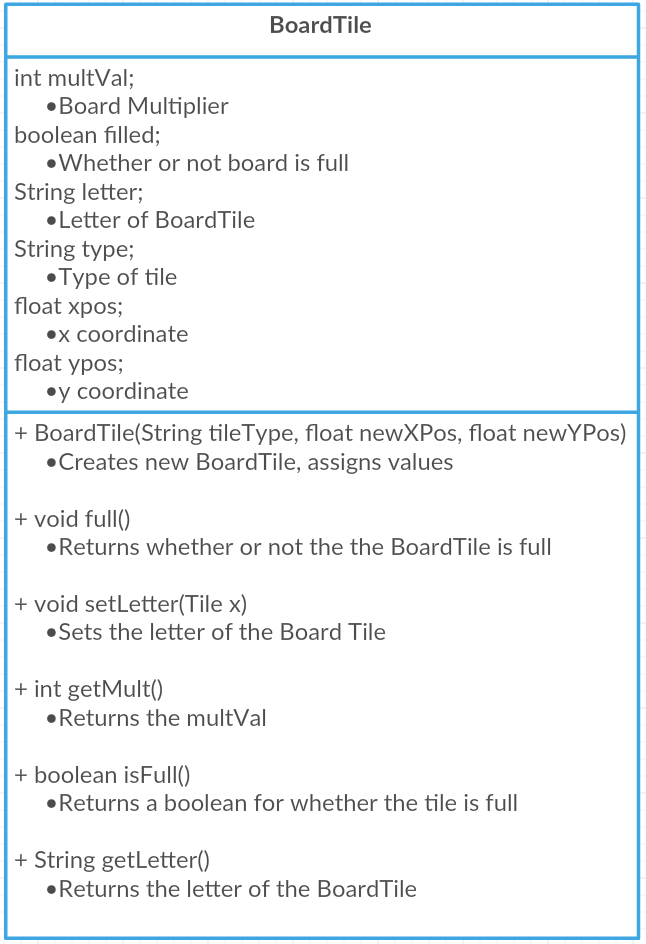 BoardTile
int multVal;
•Board Multiplier
boolean filled;
•Whether or not board is full
String letter;
•Letter of BoardTile
String type;
•Type of tile
float xpos;
•x coordinate
float ypos;
•y coordinate
+ BoardTile(String tileType, float newXPos, float newYPos)
•Creates new BoardTile, assigns values
+ void full()
•Returns whether or not the the BoardTile is full
+ void setLetter(Tile x)
•Sets the letter of the Board Tile
+ int getMult()
•Returns the multVal
+ boolean isFull()
•Returns a boolean for whether the tile is full
+ String getLetter()
•Returns the letter of the BoardTile